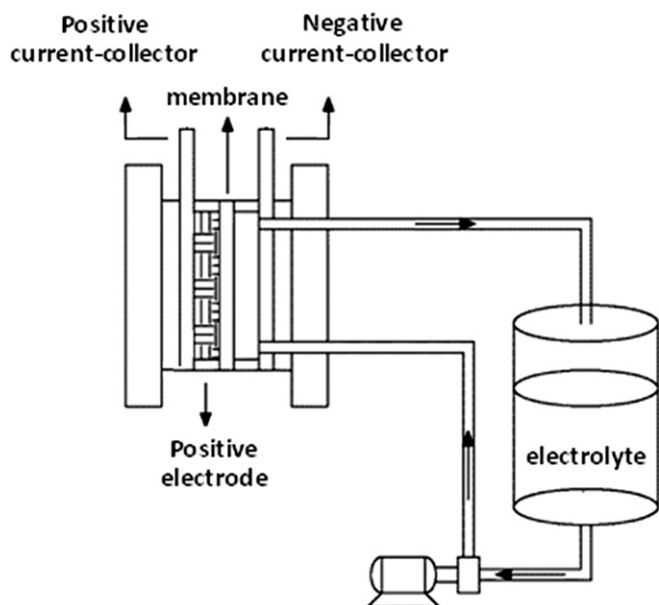 Positive
current-collector
Negative
current-collector
membrane
Positive
electrode
electrolyte